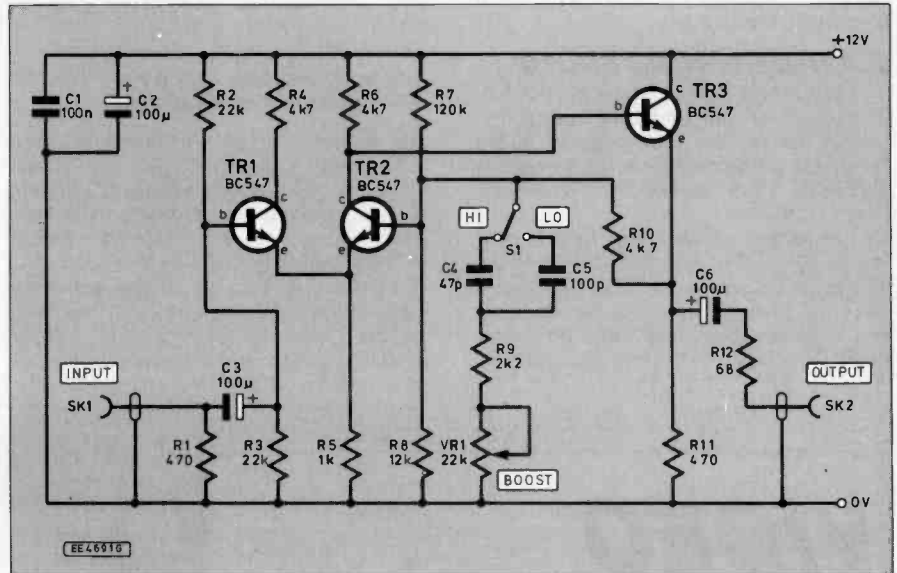 +12V
C1
100n
+
C2
100μ
R2
22k
R4
4k7
R6
4k7
R7
120k
c
TR3
BC547
b
e
TR1
BC547
TR2
BC547
c
c
b
b
e
e
HI
LO
S1
R10
4k7
C4
47p
C5
100p
+
C6
100μ
R9
2k2
R12
68
INPUT
C3
100μ
+
OUTPUT
SK1
SK2
R1
470
R3
22k
R5
1k
R8
12k
VR1
22k
BOOST
R11
470
0V
EE4691G